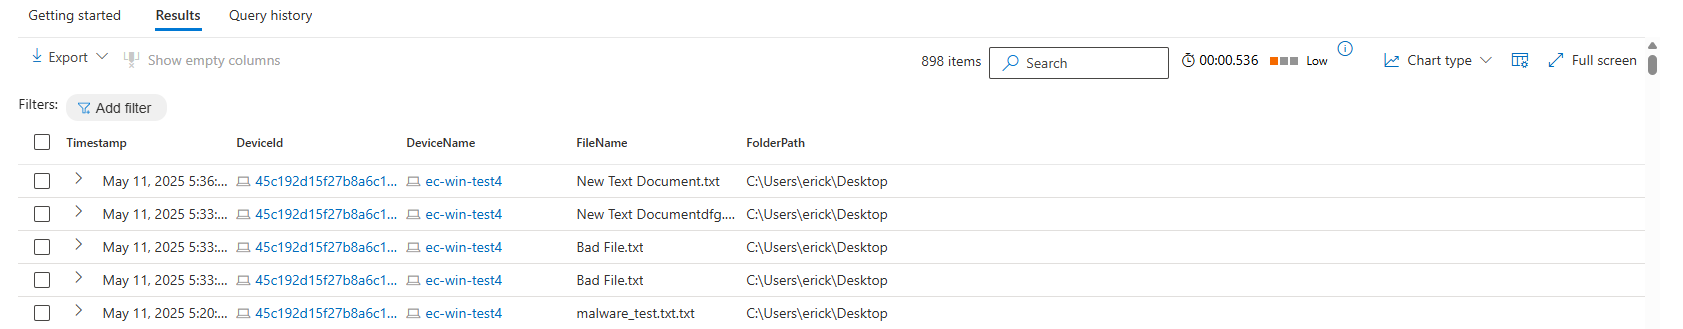 Getting started Results Query history
Export Show empty columns 898 items Search 00:00.536 Low Chart type Full screen
Filters: Add filter
Timestamp DeviceId DeviceName FileName FolderPath
May 11, 2025 5:36:... 45c192d15f27b8a6c1... ec-win-test4 New Text Document.txt C:\Users\erick\Desktop
May 11, 2025 5:33:... 45c192d15f27b8a6c1... ec-win-test4 New Text Documentdfg.... C:\Users\erick\Desktop
May 11, 2025 5:33:... 45c192d15f27b8a6c1... ec-win-test4 Bad File.txt C:\Users\erick\Desktop
May 11, 2025 5:33:... 45c192d15f27b8a6c1... ec-win-test4 Bad File.txt C:\Users\erick\Desktop
May 11, 2025 5:20:... 45c192d15f27b8a6c1... ec-win-test4 malware_test.txt.txt C:\Users\erick\Desktop